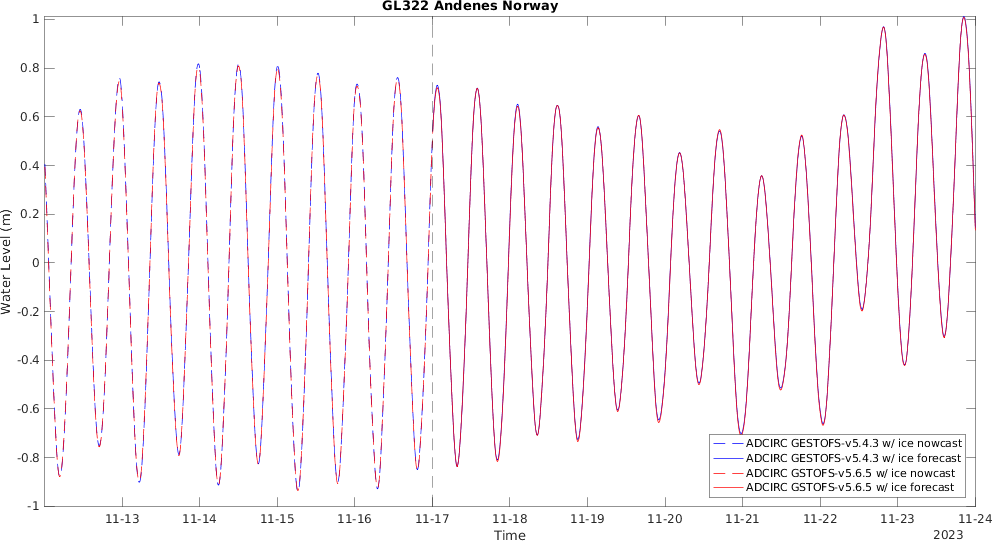 GL322 Andenes Norway
1
0.8
0.6
0.4
0.2
0
-0.2
-0.4
-0.6
-0.8
-1
Water Level (m)
ADCIRC GESTOFS-v5.4.3 w/ ice nowcast
ADCIRC GESTOFS-v5.4.3 w/ ice forecast
ADCIRC GSTOFS-v5.6.5 w/ ice nowcast
ADCIRC GSTOFS-v5.6.5 w/ ice forecast
11-13 11-14 11-15 11-16 11-17 11-18 11-19 11-20 11-21 11-22 11-23 11-24
Time
2023